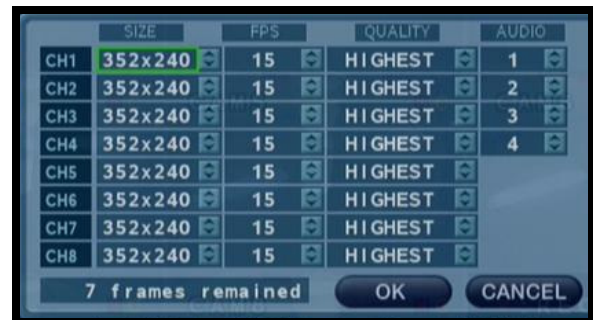 SIZE FPS QUALITY AUDIO
CH1 352x240 15 HIGHEST 1
CH2 352x240 15 HIGHEST 2
CH3 352x240 15 HIGHEST 3
CH4 352x240 15 HIGHEST 4
CH5 352x240 15 HIGHEST
CH6 352x240 15 HIGHEST
CH7 352x240 15 HIGHEST
CH8 352x240 15 HIGHEST
7 frames remained OK CANCEL